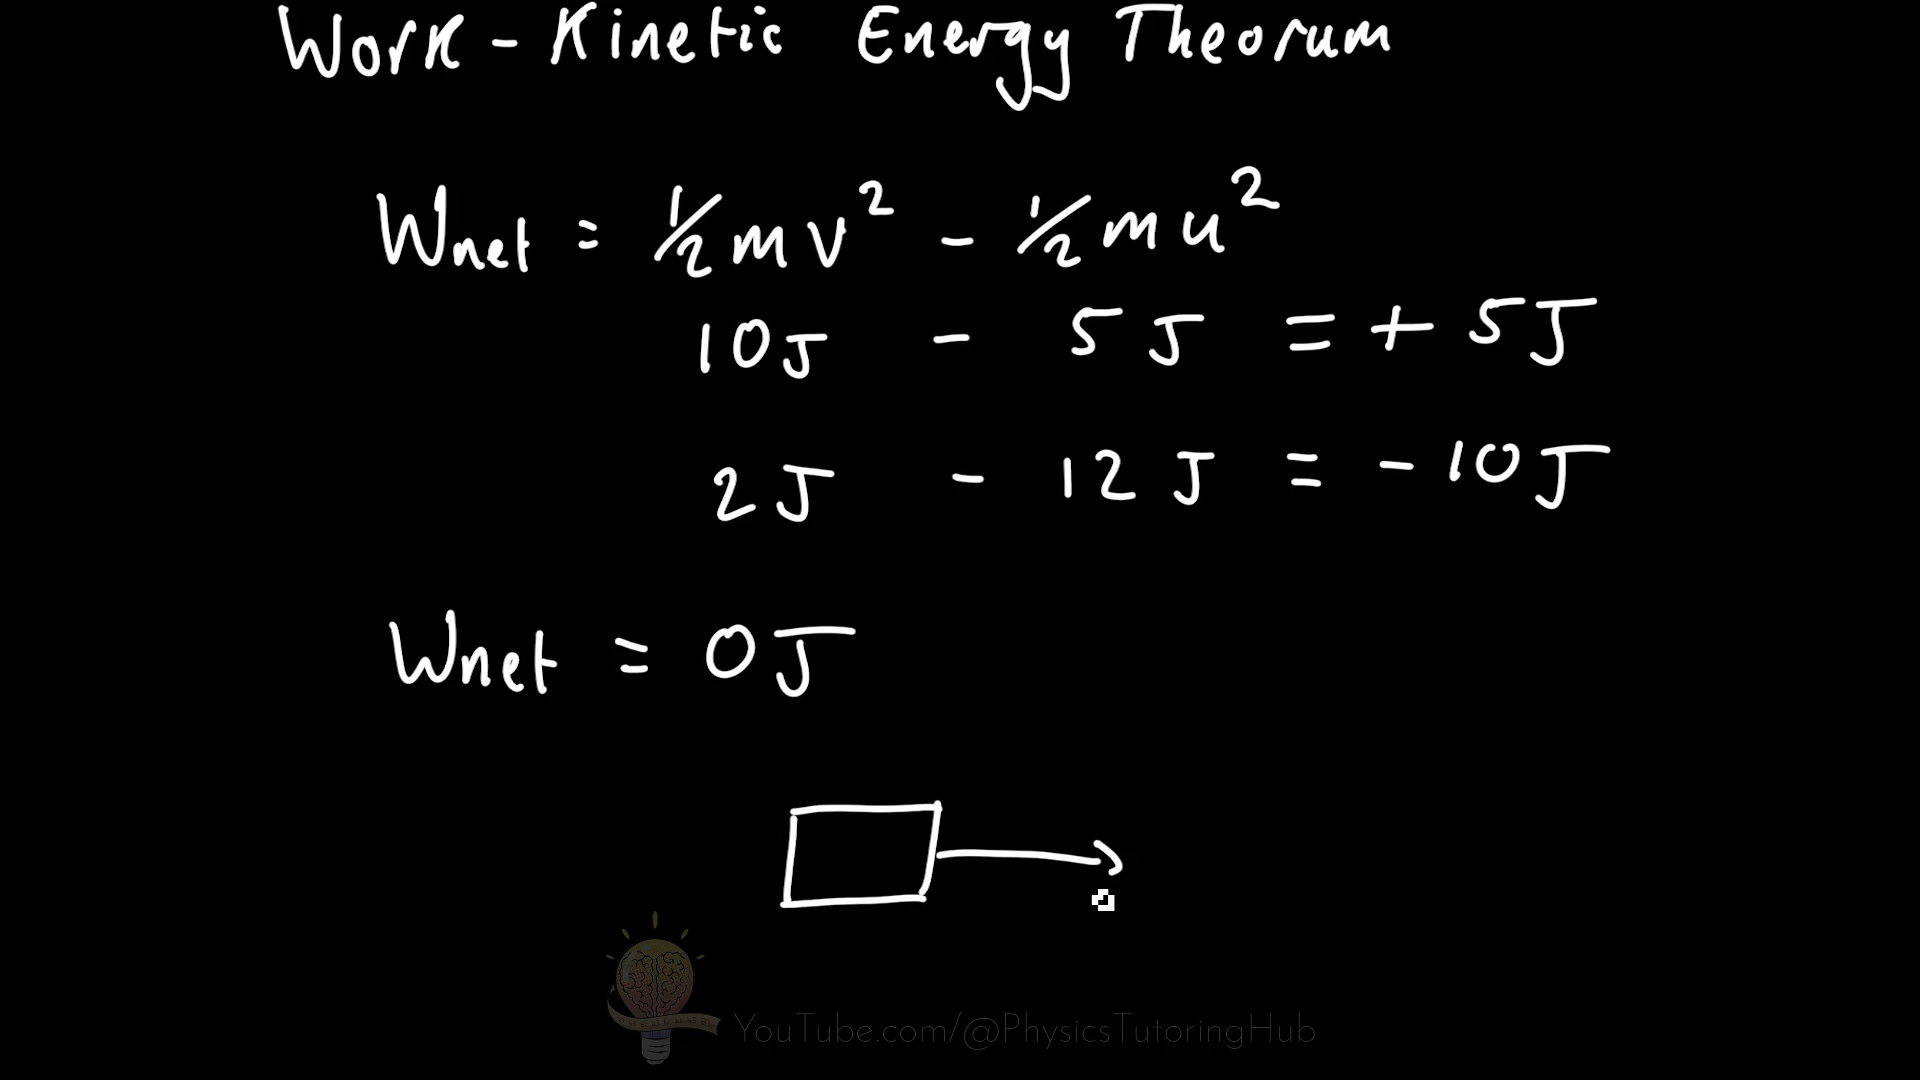 Work - Kinetic Energy Theorum
Wnet = ½mv² - ½mu²
10J - 5J = + 5J
2J - 12J = - 10J
Wnet = 0J
YouTube.com/@PhysicsTutoringHub